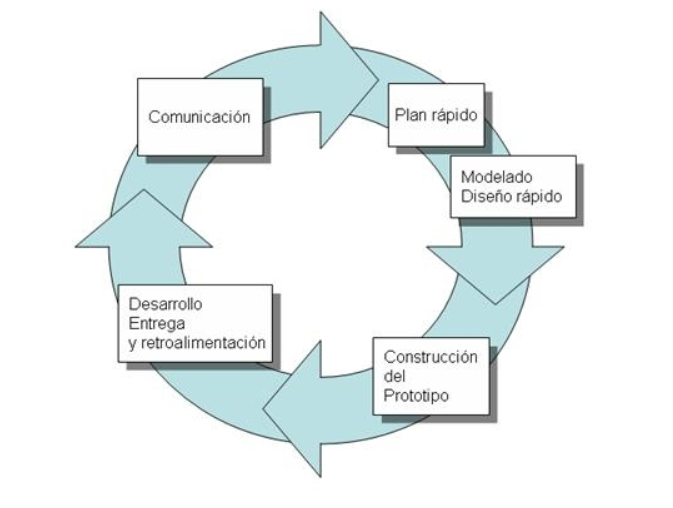 Comunicación
Plan rápido
Modelado
Diseño rápido
Construcción
del
Prototipo
Desarrollo
Entrega
y retroalimentación